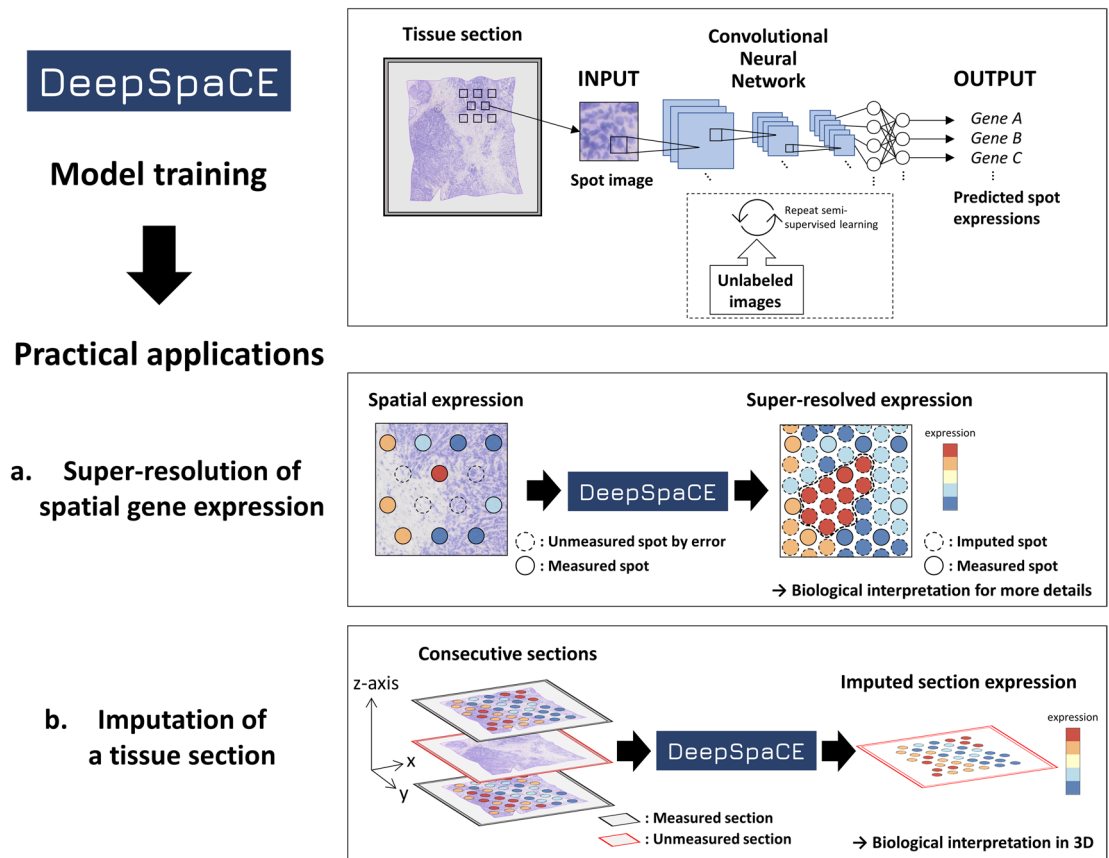 DeepSpaCE
Model training
Practical applications
Tissue section
INPUT
Spot image
Convolutional
Neural
Network
OUTPUT
Gene A
Gene B
Gene C
Predicted spot
expressions
Repeat semi-
supervised learning
Unlabeled
images
a. Super-resolution of
spatial gene expression
Spatial expression
: Unmeasured spot by error
: Measured spot
DeepSpaCE
Super-resolved expression
expression
: Imputed spot
: Measured spot
→ Biological interpretation for more details
b. Imputation of
a tissue section
Consecutive sections
z-axis
x
y
: Measured section
: Unmeasured section
DeepSpaCE
Imputed section expression
expression
→ Biological interpretation in 3D